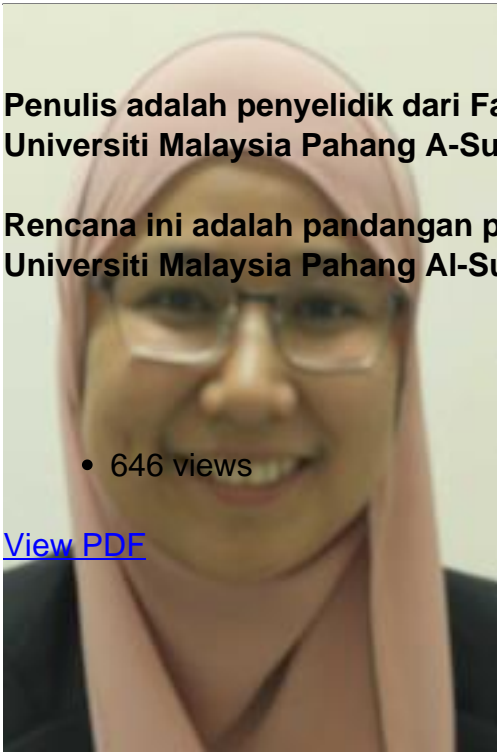 Penulis adalah penyelidik dari Fa
Universiti Malaysia Pahang A-Su
Rencana ini adalah pandangan p
Universiti Malaysia Pahang Al-Su
• 646 views
View PDF